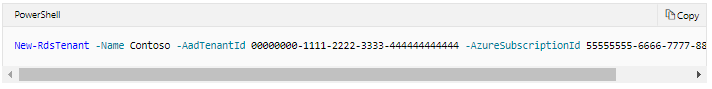 PowerShell
Copy
New-RdsTenant -Name Contoso -AadTenantId 00000000-1111-2222-3333-444444444444 -AzureSubscriptionId 55555555-6666-7777-88